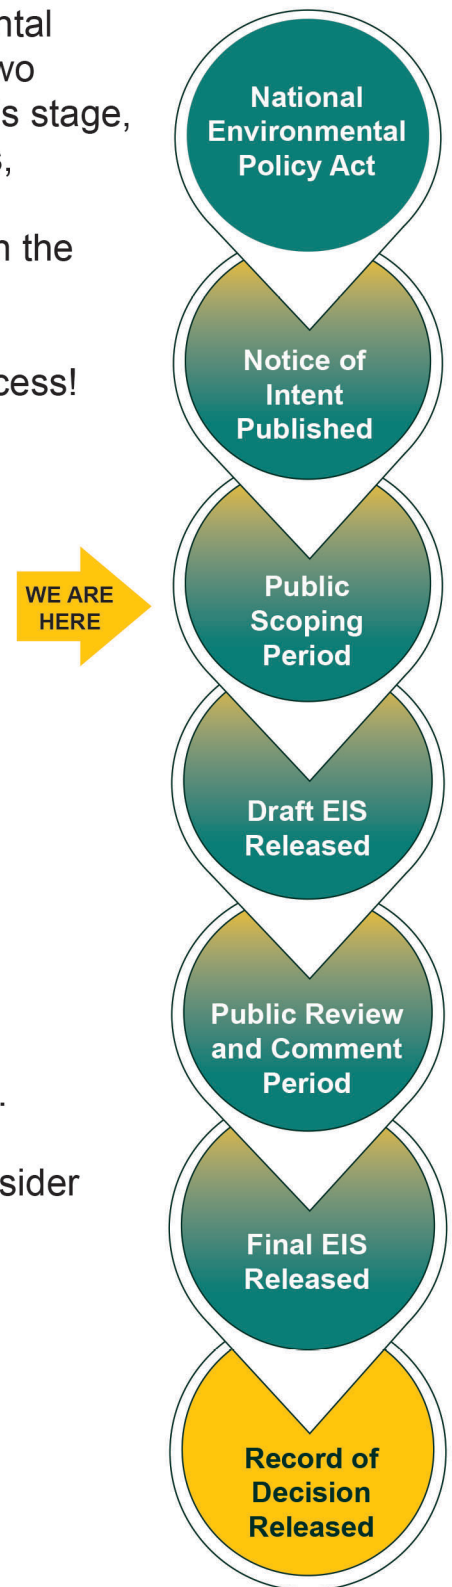 ntal
wo
s stage,
s,
n the
cess!
.
sider
National
Environmental
Policy Act
Notice of
Intent
Published
WE ARE
HERE
Public
Scoping
Period
Draft EIS
Released
Public Review
and Comment
Period
Final EIS
Released
Record of
Decision
Released